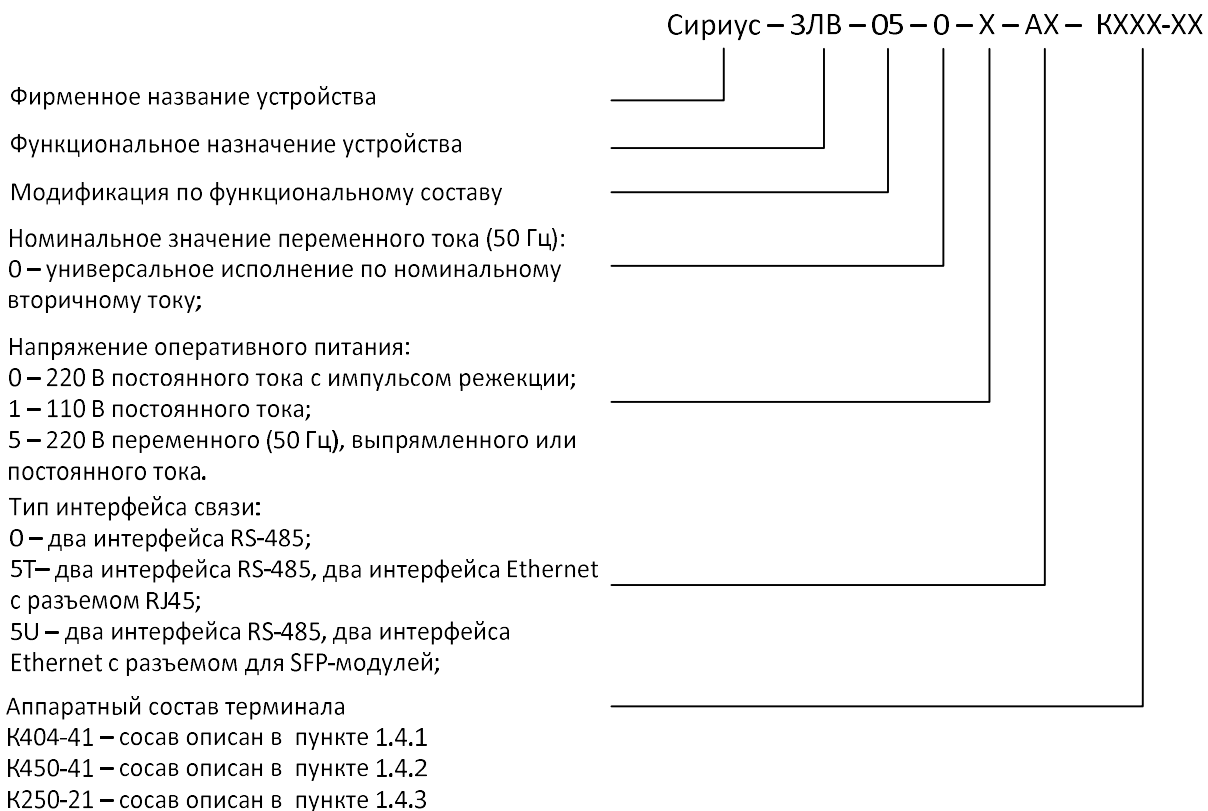 Сириус – 3ЛВ – 05 – 0 – Х – АХ – КХХХ-ХХ
Фирменное название устройства
Функциональное назначение устройства
Модификация по функциональному составу
Номинальное значение переменного тока (50 Гц):
0 – универсальное исполнение по номинальному
вторичному току;
Напряжение оперативного питания:
0 – 220 В постоянного тока с импульсом режекции;
1 – 110 В постоянного тока;
5 – 220 В переменного (50 Гц), выпрямленного или
постоянного тока.
Тип интерфейса связи:
0 – два интерфейса RS-485;
5T– два интерфейса RS-485, два интерфейса Ethernet
с разъемом RJ45;
5U – два интерфейса RS-485, два интерфейса
Ethernet с разъемом для SFP-модулей;
Аппаратный состав терминала
К404-41 – сосав описан в пункте 1.4.1
К450-41 – сосав описан в пункте 1.4.2
К250-21 – сосав описан в пункте 1.4.3